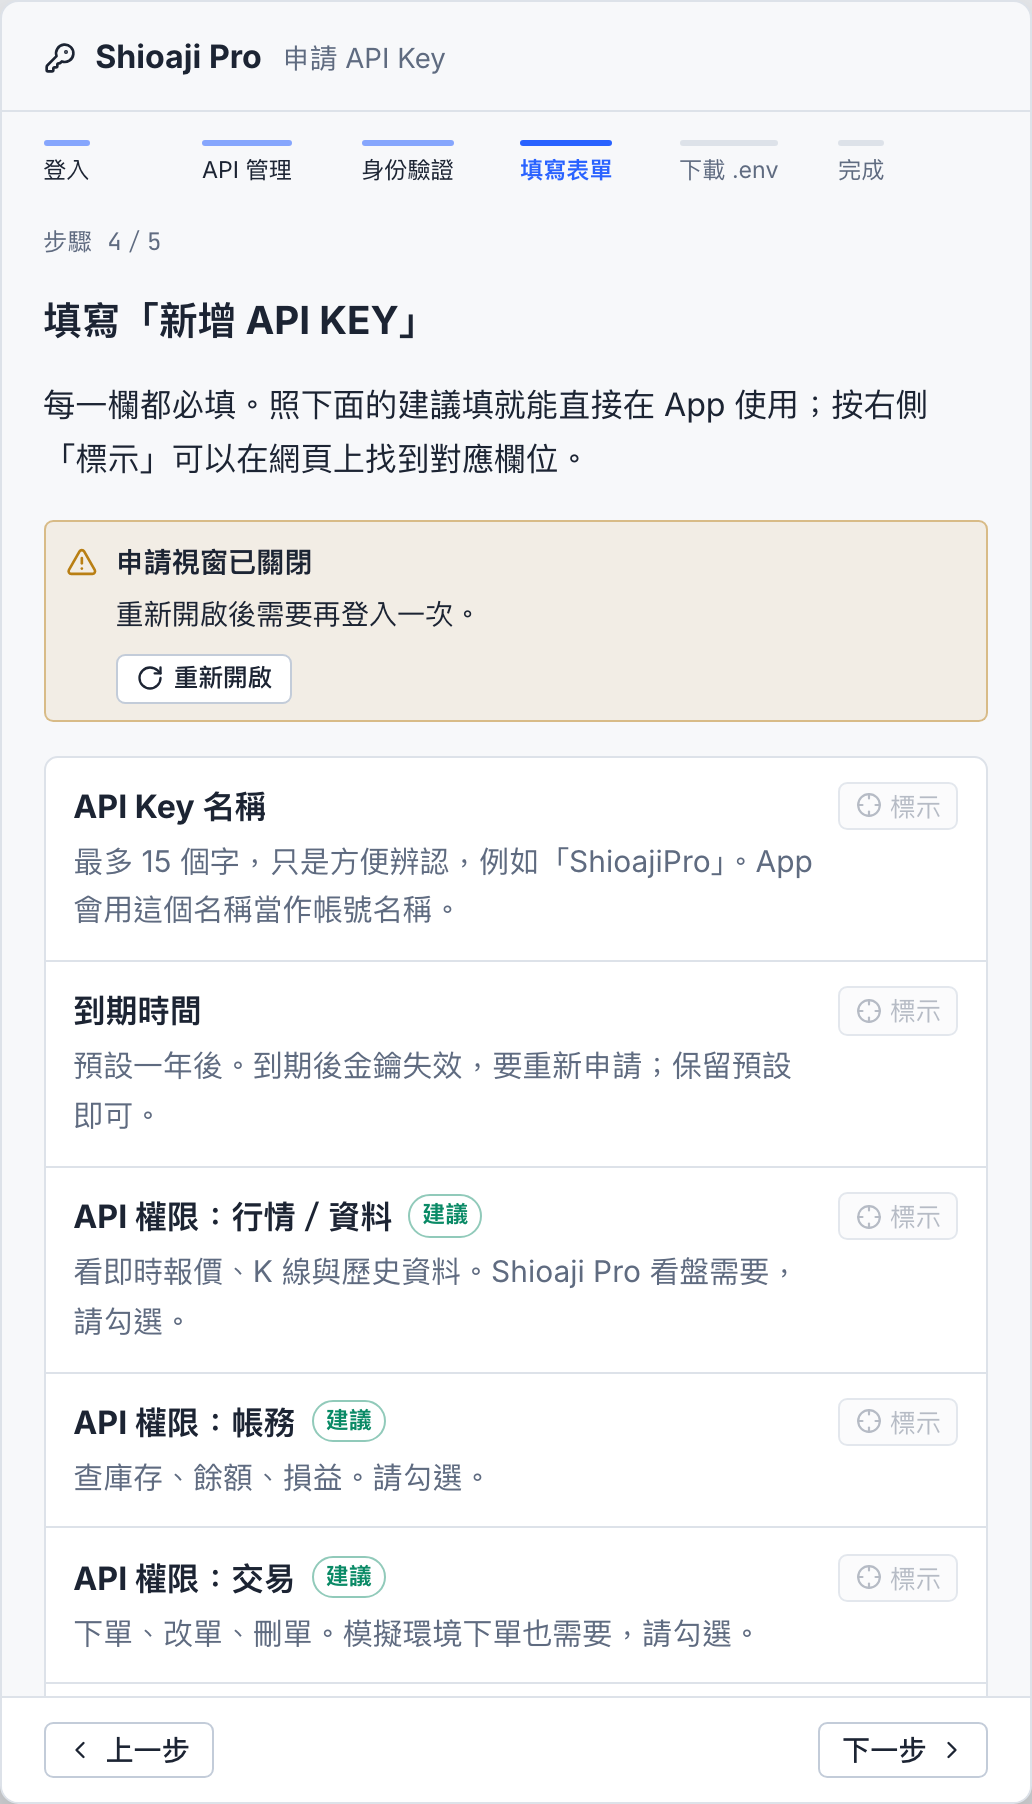 Shioaji Pro 申請 API Key
登入 API 管理 身份驗證 填寫表單 下載 .env 完成
步驟 4 / 5
填寫「新增 API KEY」
每一欄都必填。照下面的建議填就能直接在 App 使用；按右側
「標示」可以在網頁上找到對應欄位。
申請視窗已關閉
重新開啟後需要再登入一次。
重新開啟
API Key 名稱 標示
最多 15 個字，只是方便辨認，例如「ShioajiPro」。App
會用這個名稱當作帳號名稱。
到期時間 標示
預設一年後。到期後金鑰失效，要重新申請；保留預設
即可。
API 權限：行情 / 資料 建議 標示
看即時報價、K 線與歷史資料。Shioaji Pro 看盤需要，
請勾選。
API 權限：帳務 建議 標示
查庫存、餘額、損益。請勾選。
API 權限：交易 建議 標示
下單、改單、刪單。模擬環境下單也需要，請勾選。
上一步 下一步